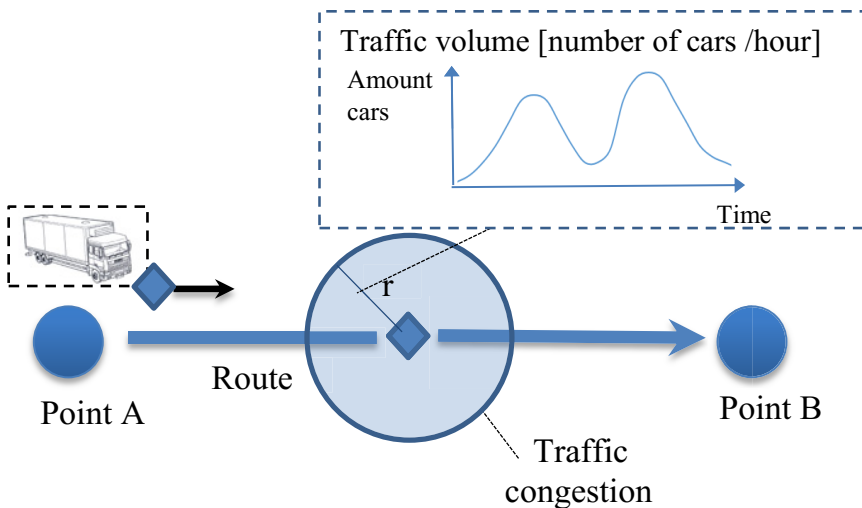 Traffic volume [number of cars /hour]
Amount
cars
Time
r
Route
Point A
Point B
Traffic
congestion